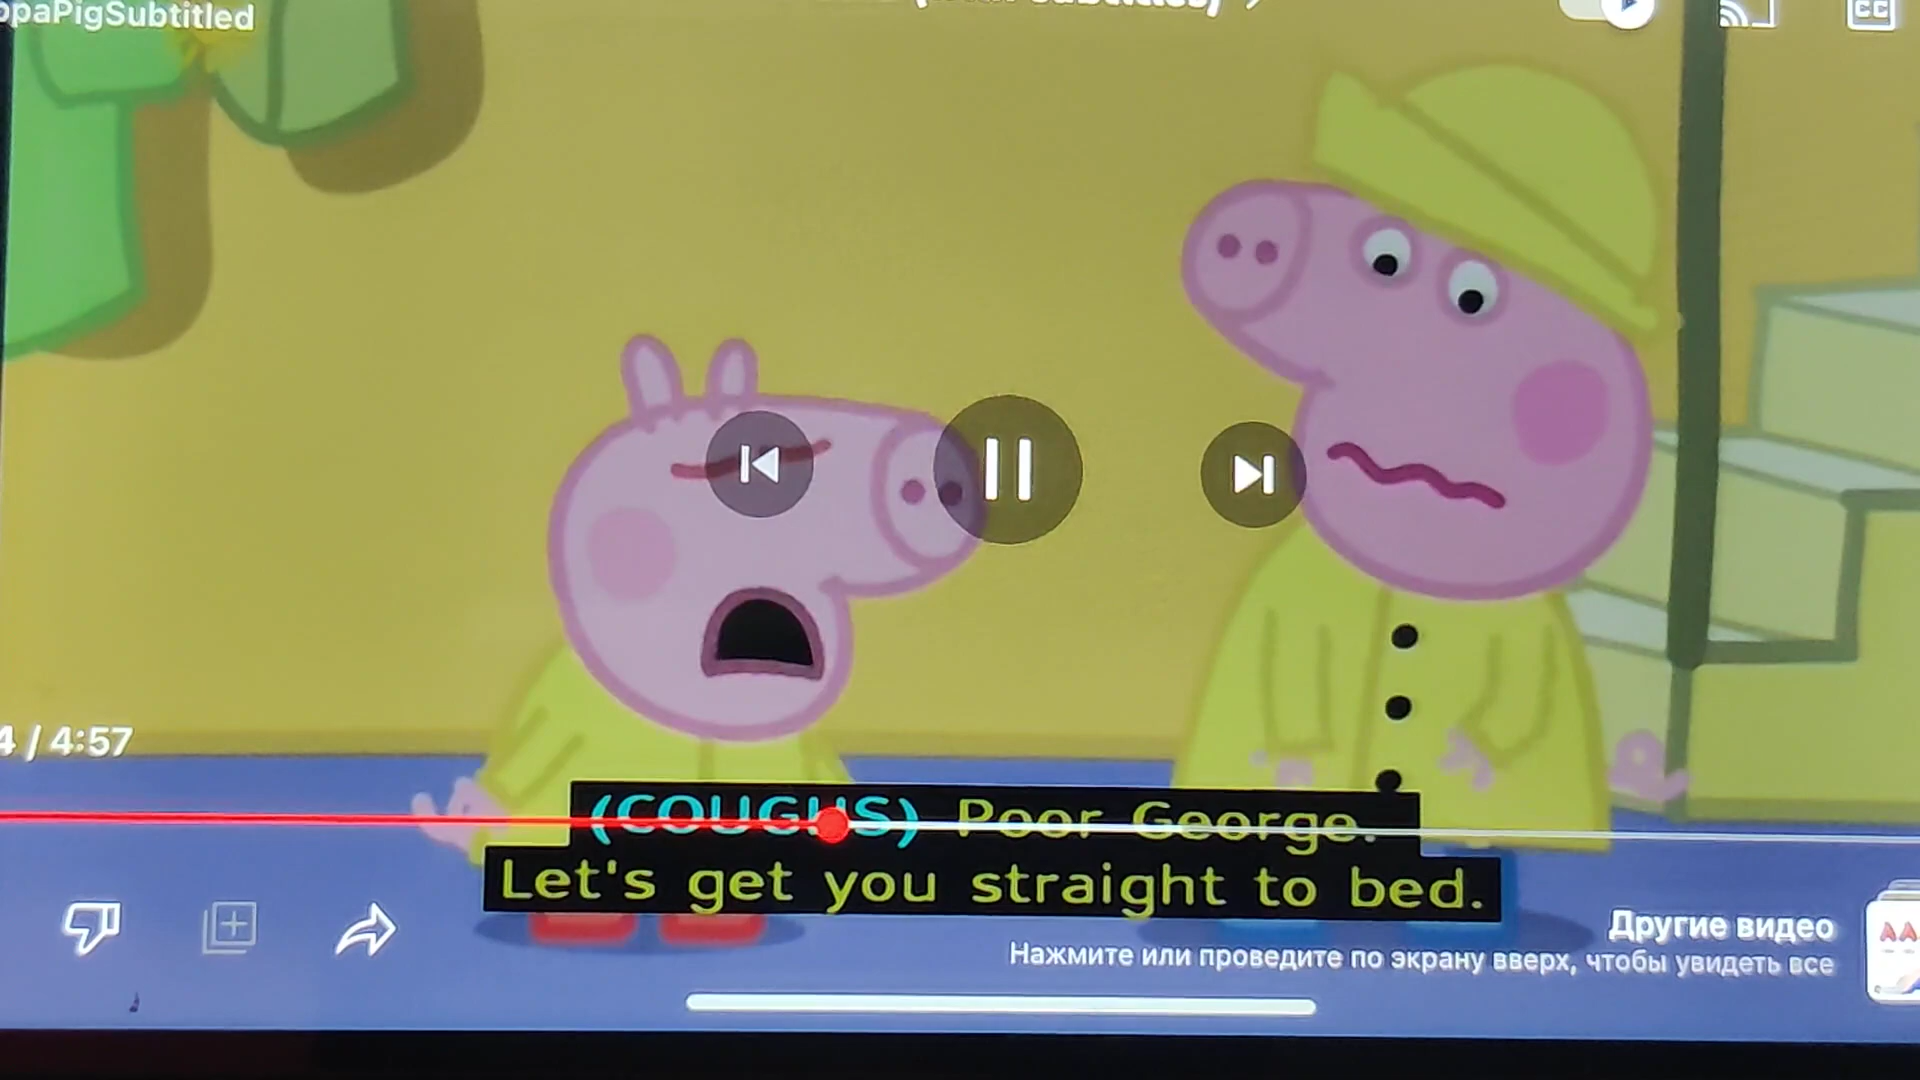 (COUGHS) Poor George.
Let's get you straight to bed.
4 / 4:57
Другие видео
Нажмите или проведите по экрану вверх, чтобы увидеть все
CC